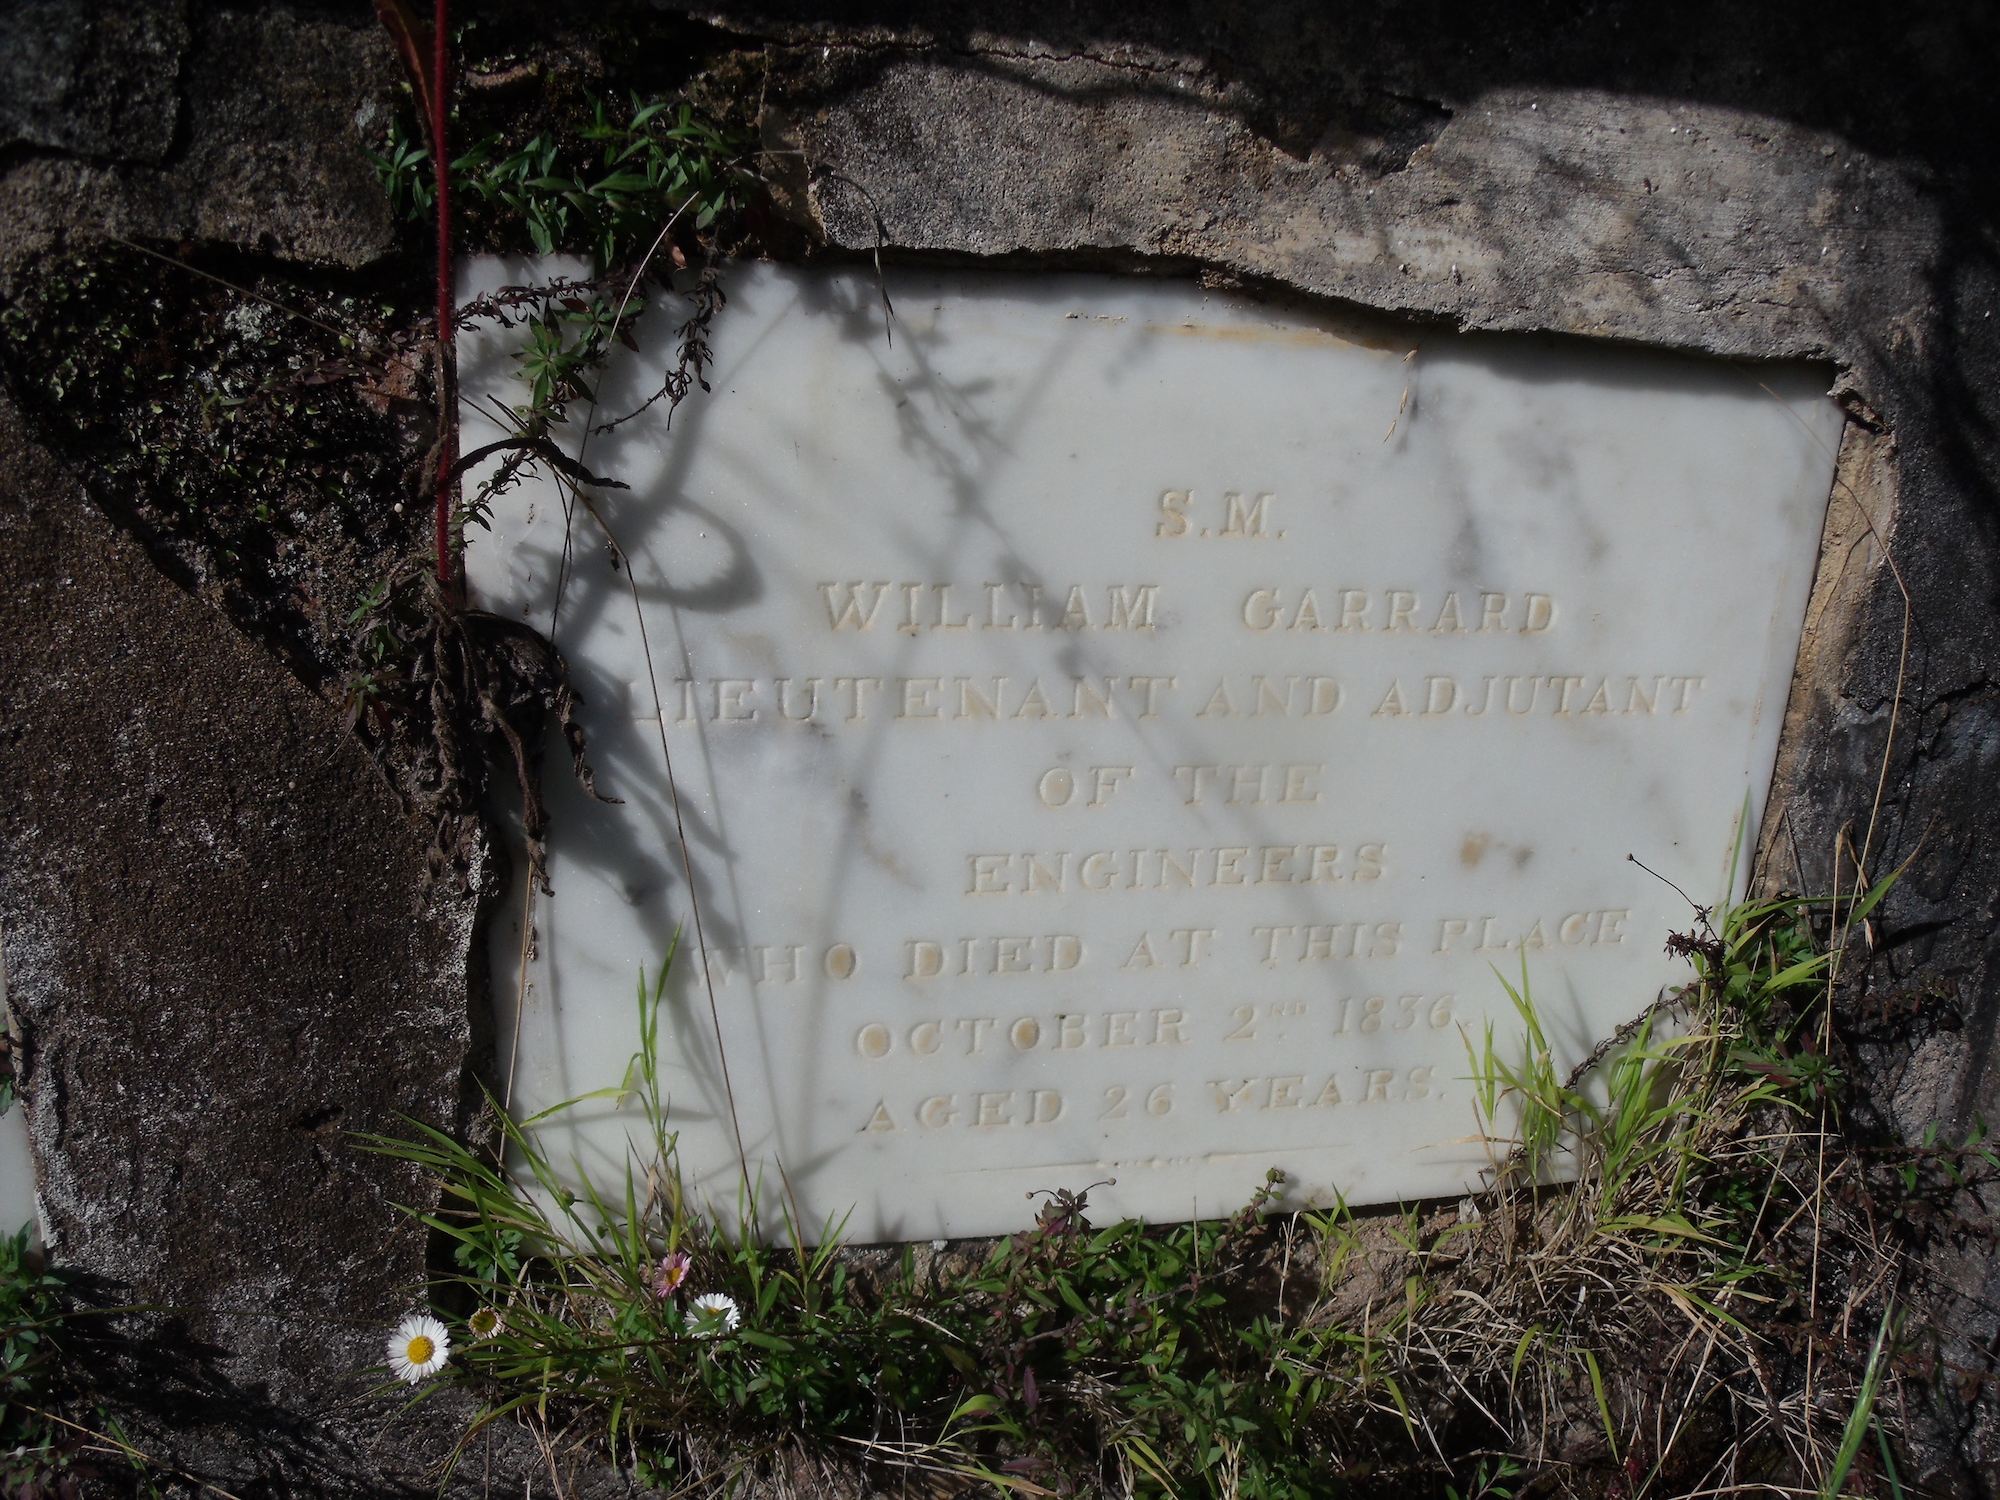 S.M.
WILLIAM GARRARD
LIEUTENANT AND ADJUTANT
OF THE
ENGINEERS
WHO DIED AT THIS PLACE
OCTOBER 2ND 1836.
AGED 26 YEARS.